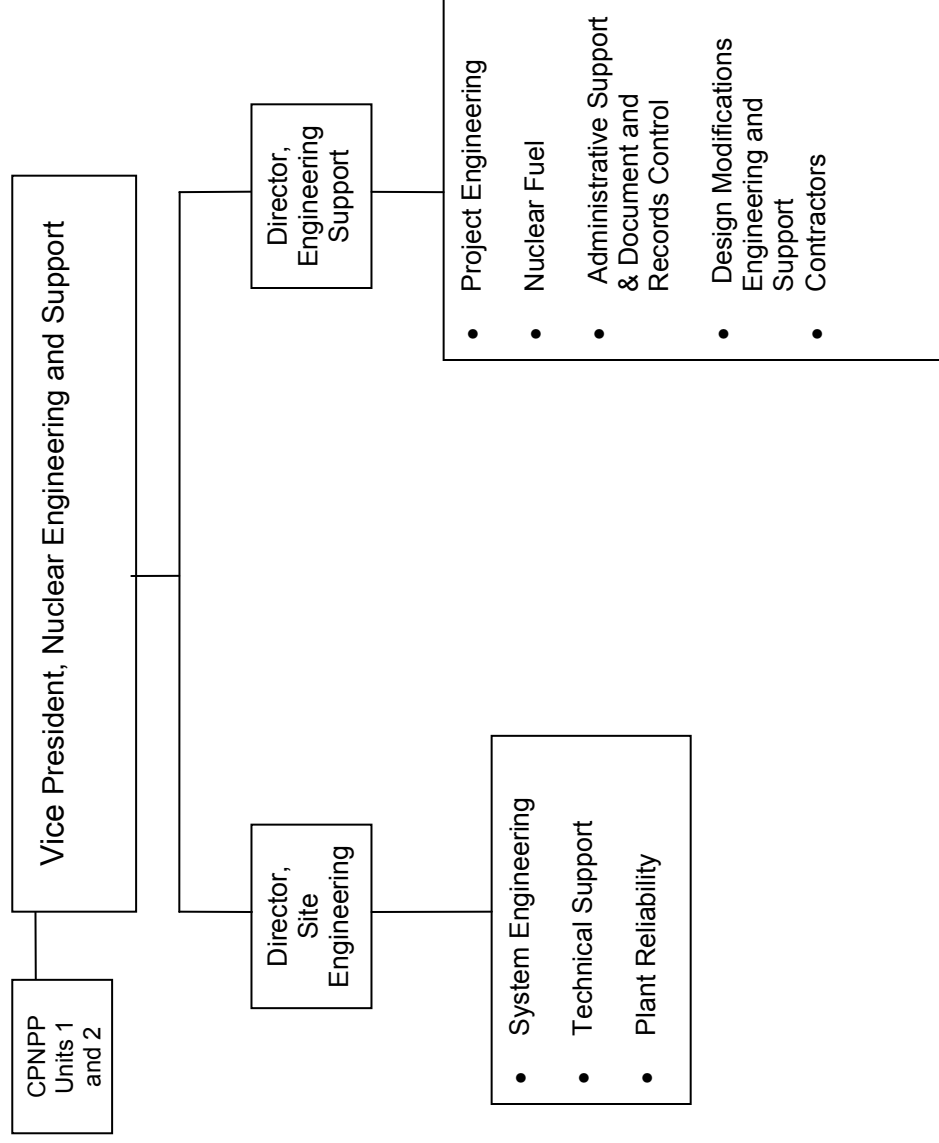 CPNPP
Units 1
and 2
Vice President, Nuclear Engineering and Support
Director,
Site
Engineering
Director,
Engineering
Support
• System Engineering
• Technical Support
• Plant Reliability
• Project Engineering
• Nuclear Fuel
• Administrative Support
& Document and
Records Control
• Design Modifications
Engineering and
Support
• Contractors